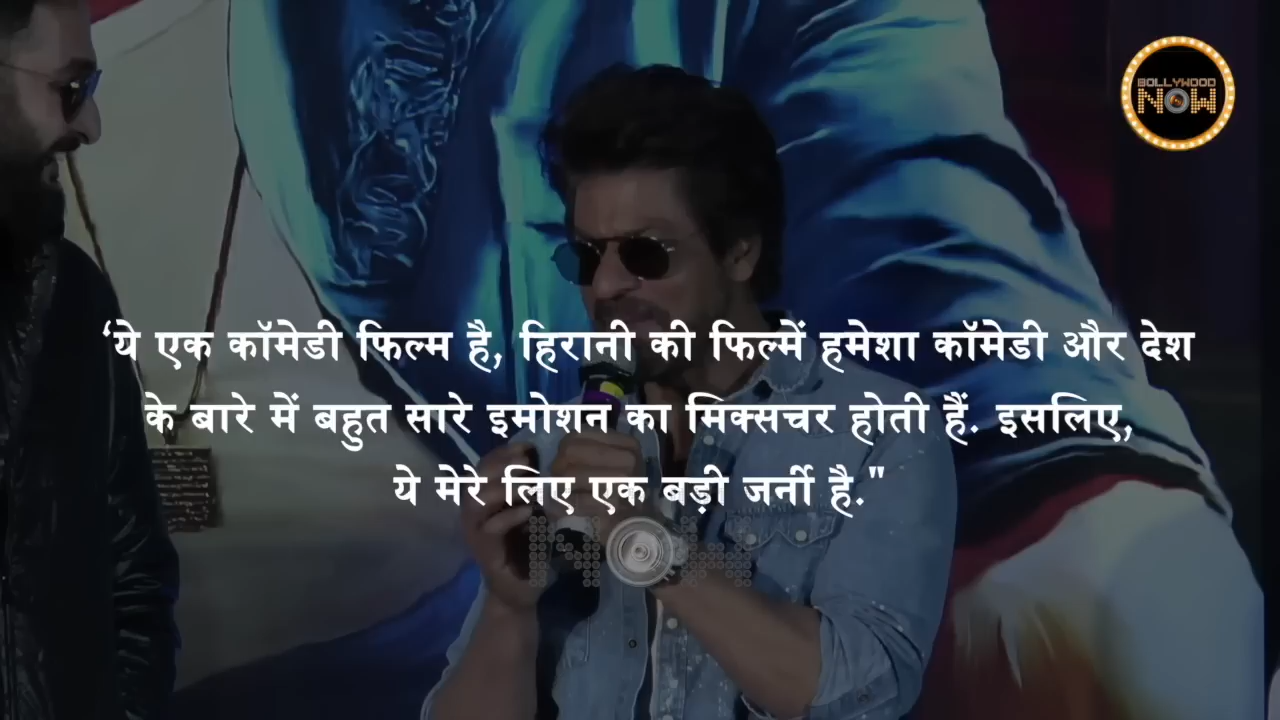 BOLLYWOOD
NOW
‘ये एक कॉमेडी फिल्म है, हिरानी की फिल्में हमेशा कॉमेडी और देश
के बारे में बहुत सारे इमोशन का मिक्सचर होती हैं. इसलिए,
ये मेरे लिए एक बड़ी जर्नी है."